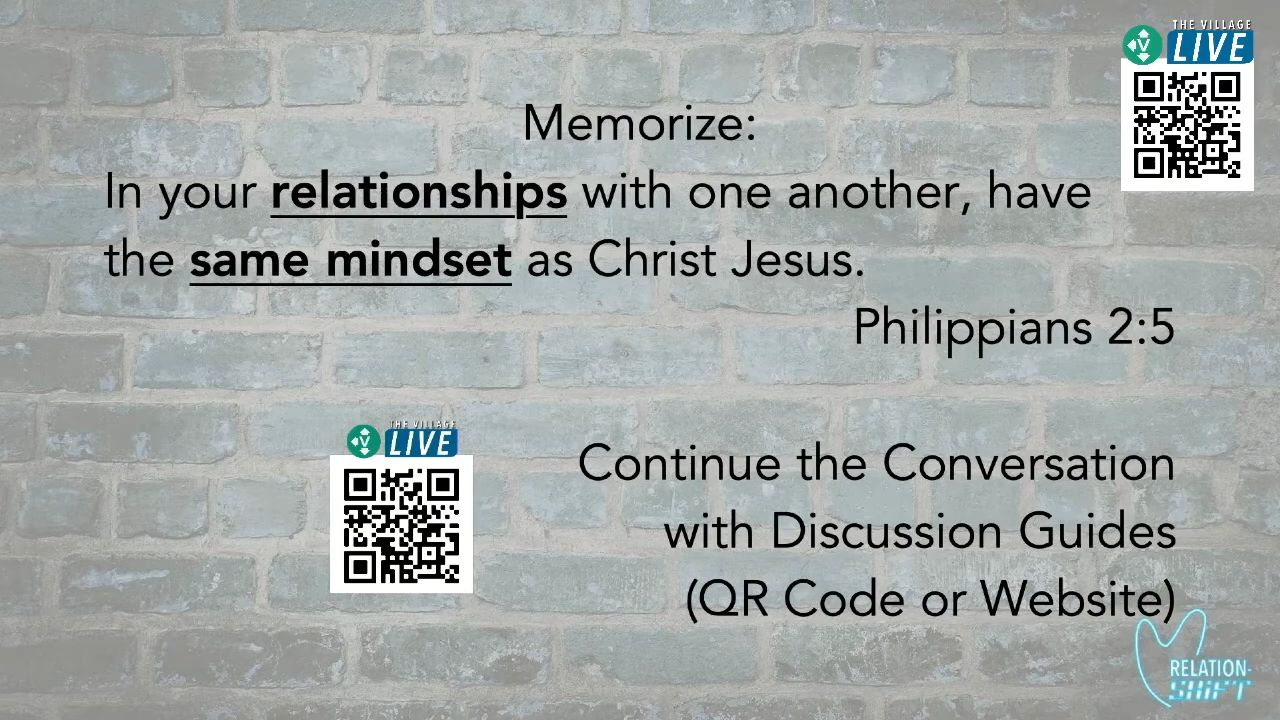 THE VILLAGE
LIVE
Memorize:
In your relationships with one another, have
the same mindset as Christ Jesus.
Philippians 2:5
THE VILLAGE
LIVE
Continue the Conversation
with Discussion Guides
(QR Code or Website)
RELATION-
SHIFT